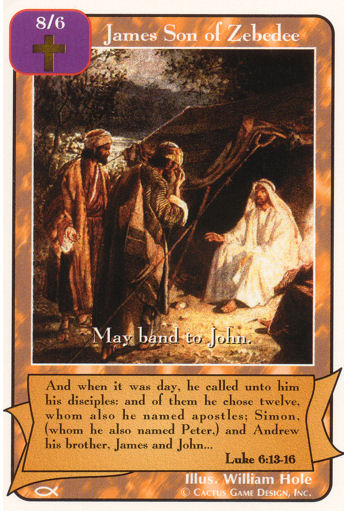 8/6
James Son of Zebedee
May band to John.
And when it was day, he called unto him
his disciples: and of them he chose twelve,
whom also he named apostles; Simon,
(whom he also named Peter,) and Andrew
his brother, James and John...
Luke 6:13-16
Illus. William Hole
© Cactus Game Design, Inc.